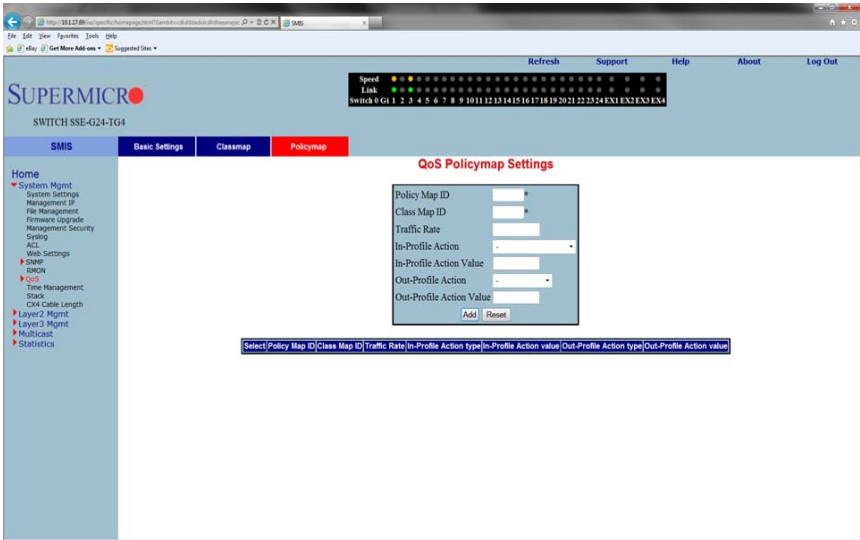 SMIS
File Edit View Favorites Tools Help
eBay Get More Add-ons Suggested Sites
Refresh Support Help About Log Out
SUPERMICRO
SWITCH SSE-G24-TG4
Speed
Link
Switch 0 Gi 1 2 3 4 5 6 7 8 9 10 11 12 13 14 15 16 17 18 19 20 21 22 23 24 EX1 EX2 EX3 EX4
SMIS Basic Settings Classmap Policymap
Home
System Mgmt
System Settings
Management IP
File Management
Firmware Upgrade
Management Security
Syslog
ACL
Web Settings
SNMP
RMON
QoS
Time Management
Stack
CX4 Cable Length
Layer2 Mgmt
Layer3 Mgmt
Multicast
Statistics
QoS Policymap Settings
Policy Map ID *
Class Map ID *
Traffic Rate
In-Profile Action -
In-Profile Action Value
Out-Profile Action -
Out-Profile Action Value
Add Reset
Select Policy Map ID Class Map ID Traffic Rate In-Profile Action type In-Profile Action value Out-Profile Action type Out-Profile Action value